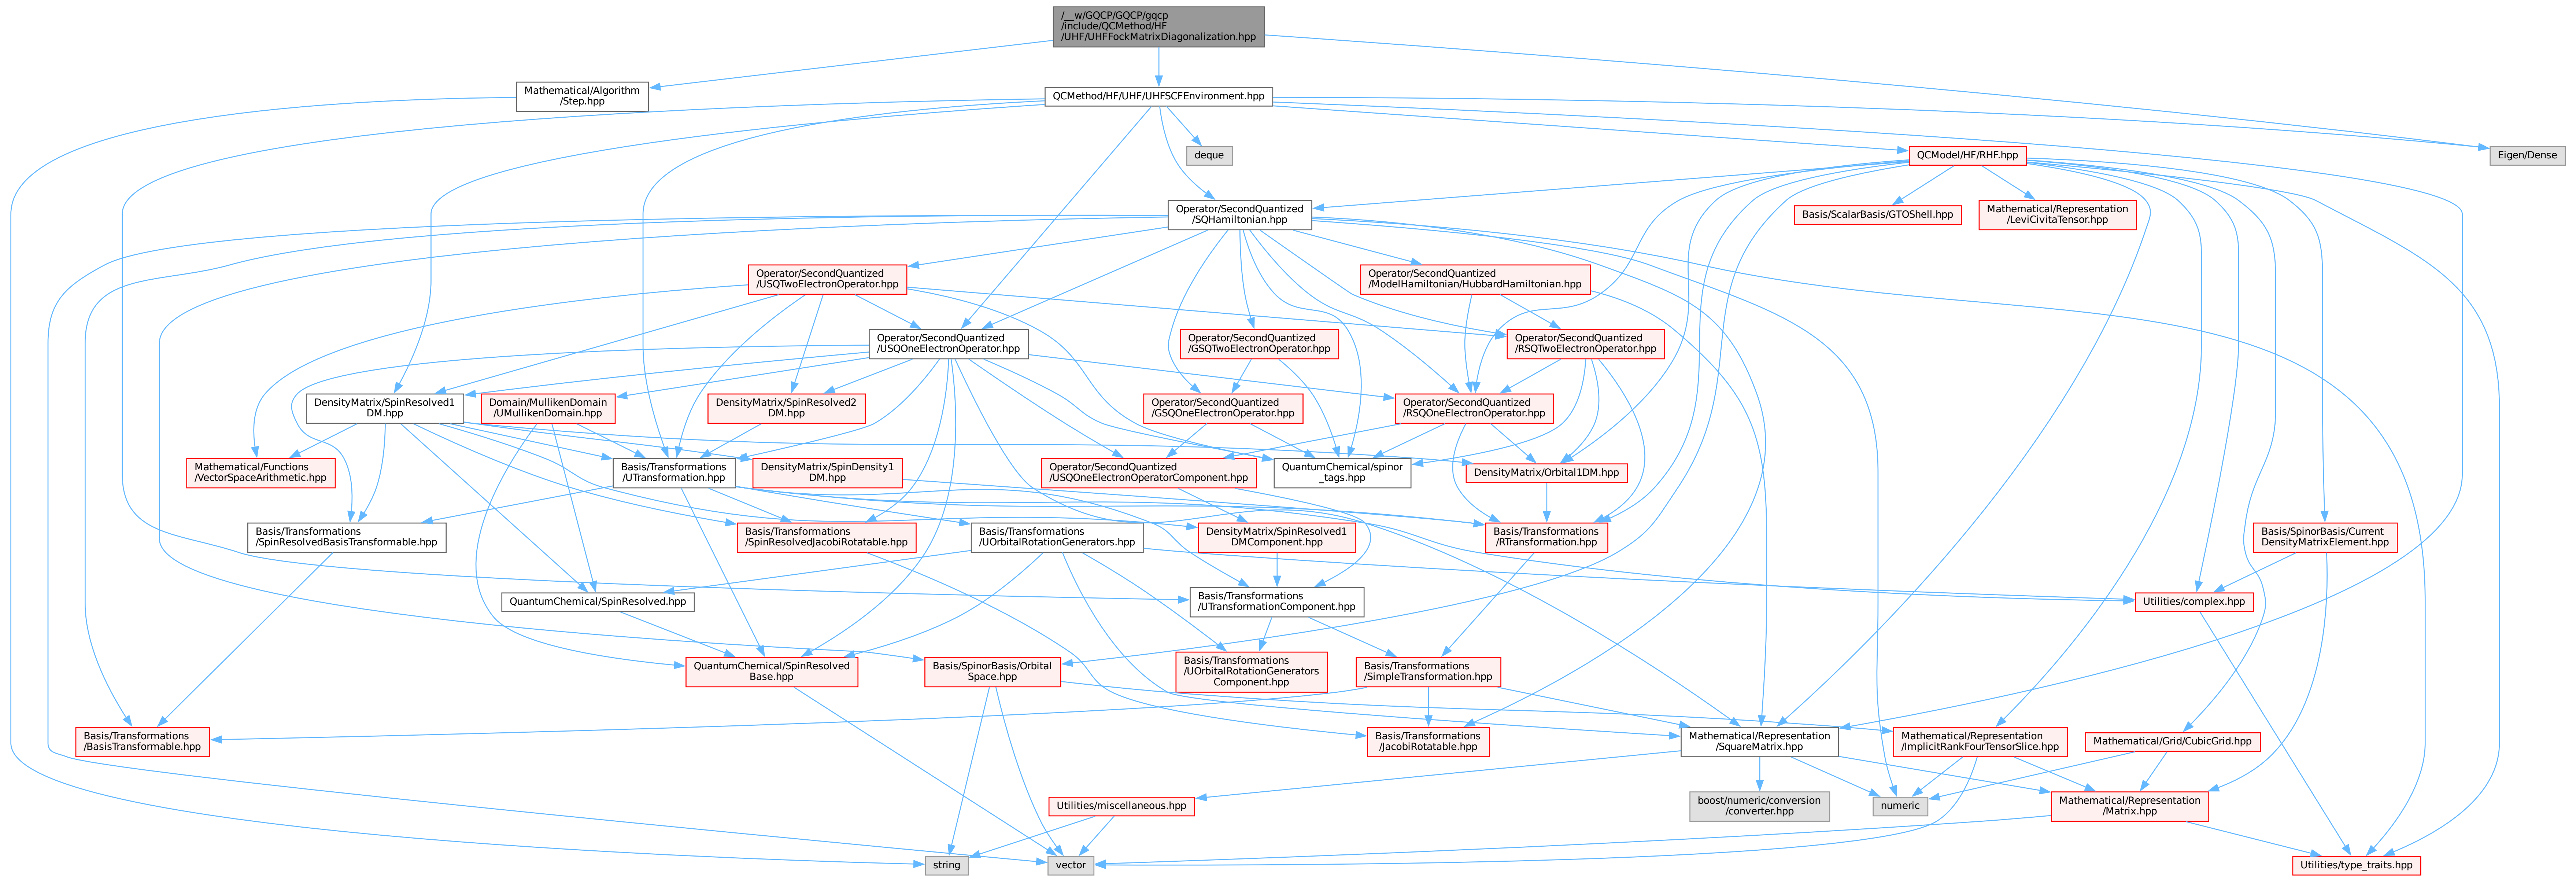 /__w/GQCP/GQCP/gqcp
/include/QCMethod/HF
/UHF/UHFFockMatrixDiagonalization.hpp
Mathematical/Algorithm
/Step.hpp
QCMethod/HF/UHF/UHFSCFEnvironment.hpp
deque
QCModel/HF/RHF.hpp
Eigen/Dense
Operator/SecondQuantized
/SQHamiltonian.hpp
Basis/ScalarBasis/GTOShell.hpp
Mathematical/Representation
/LeviCivitaTensor.hpp
Operator/SecondQuantized
/USQTwoElectronOperator.hpp
Operator/SecondQuantized
/ModelHamiltonian/HubbardHamiltonian.hpp
Operator/SecondQuantized
/USQOneElectronOperator.hpp
Operator/SecondQuantized
/GSQTwoElectronOperator.hpp
Operator/SecondQuantized
/RSQTwoElectronOperator.hpp
DensityMatrix/SpinResolved1
DM.hpp
Domain/MullikenDomain
/UMullikenDomain.hpp
DensityMatrix/SpinResolved2
DM.hpp
Operator/SecondQuantized
/GSQOneElectronOperator.hpp
Operator/SecondQuantized
/RSQOneElectronOperator.hpp
Mathematical/Functions
/VectorSpaceArithmetic.hpp
Basis/Transformations
/UTransformation.hpp
DensityMatrix/SpinDensity1
DM.hpp
Operator/SecondQuantized
/USQOneElectronOperatorComponent.hpp
QuantumChemical/spinor
_tags.hpp
DensityMatrix/Orbital1DM.hpp
Basis/Transformations
/SpinResolvedBasisTransformable.hpp
Basis/Transformations
/SpinResolvedJacobiRotatable.hpp
Basis/Transformations
/UOrbitalRotationGenerators.hpp
DensityMatrix/SpinResolved1
DMComponent.hpp
Basis/Transformations
/RTransformation.hpp
Basis/SpinorBasis/Current
DensityMatrixElement.hpp
QuantumChemical/SpinResolved.hpp
Basis/Transformations
/UTransformationComponent.hpp
Utilities/complex.hpp
QuantumChemical/SpinResolved
Base.hpp
Basis/SpinorBasis/Orbital
Space.hpp
Basis/Transformations
/UOrbitalRotationGenerators
Component.hpp
Basis/Transformations
/SimpleTransformation.hpp
Basis/Transformations
/BasisTransformable.hpp
Basis/Transformations
/JacobiRotatable.hpp
Mathematical/Representation
/SquareMatrix.hpp
Mathematical/Representation
/ImplicitRankFourTensorSlice.hpp
Mathematical/Grid/CubicGrid.hpp
Utilities/miscellaneous.hpp
boost/numeric/conversion
/converter.hpp
numeric
Mathematical/Representation
/Matrix.hpp
string
vector
Utilities/type_traits.hpp